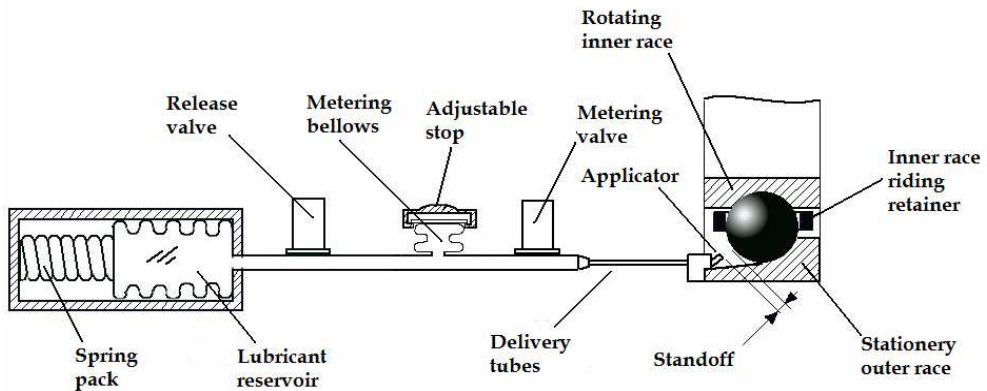 Rotating
inner race
Release
valve
Metering
bellows
Adjustable
stop
Metering
valve
Applicator
Inner race
riding
retainer
Spring
pack
Lubricant
reservoir
Delivery
tubes
Standoff
Stationery
outer race